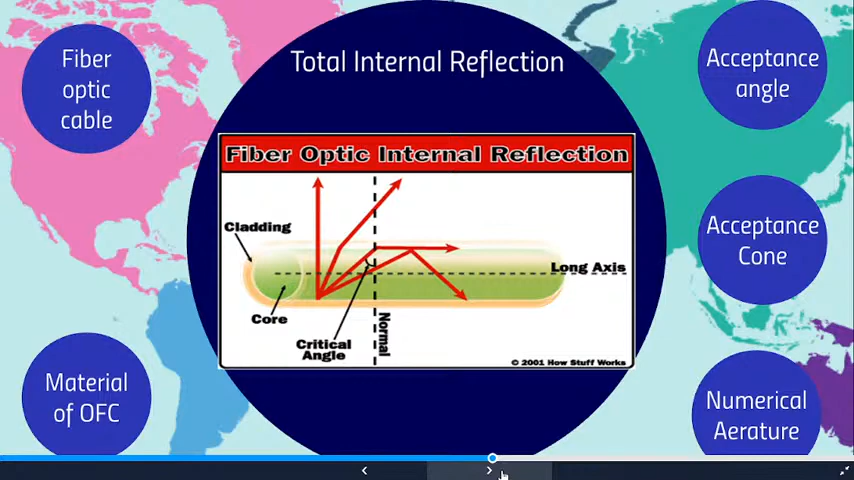 Fiber
optic
cable
Total Internal Reflection
Acceptance
angle
Fiber Optic Internal Reflection
Cladding
Long Axis
Core
Critical
Angle
Normal
© 2001 How Stuff Works
Acceptance
Cone
Material
of OFC
Numerical
Aerature